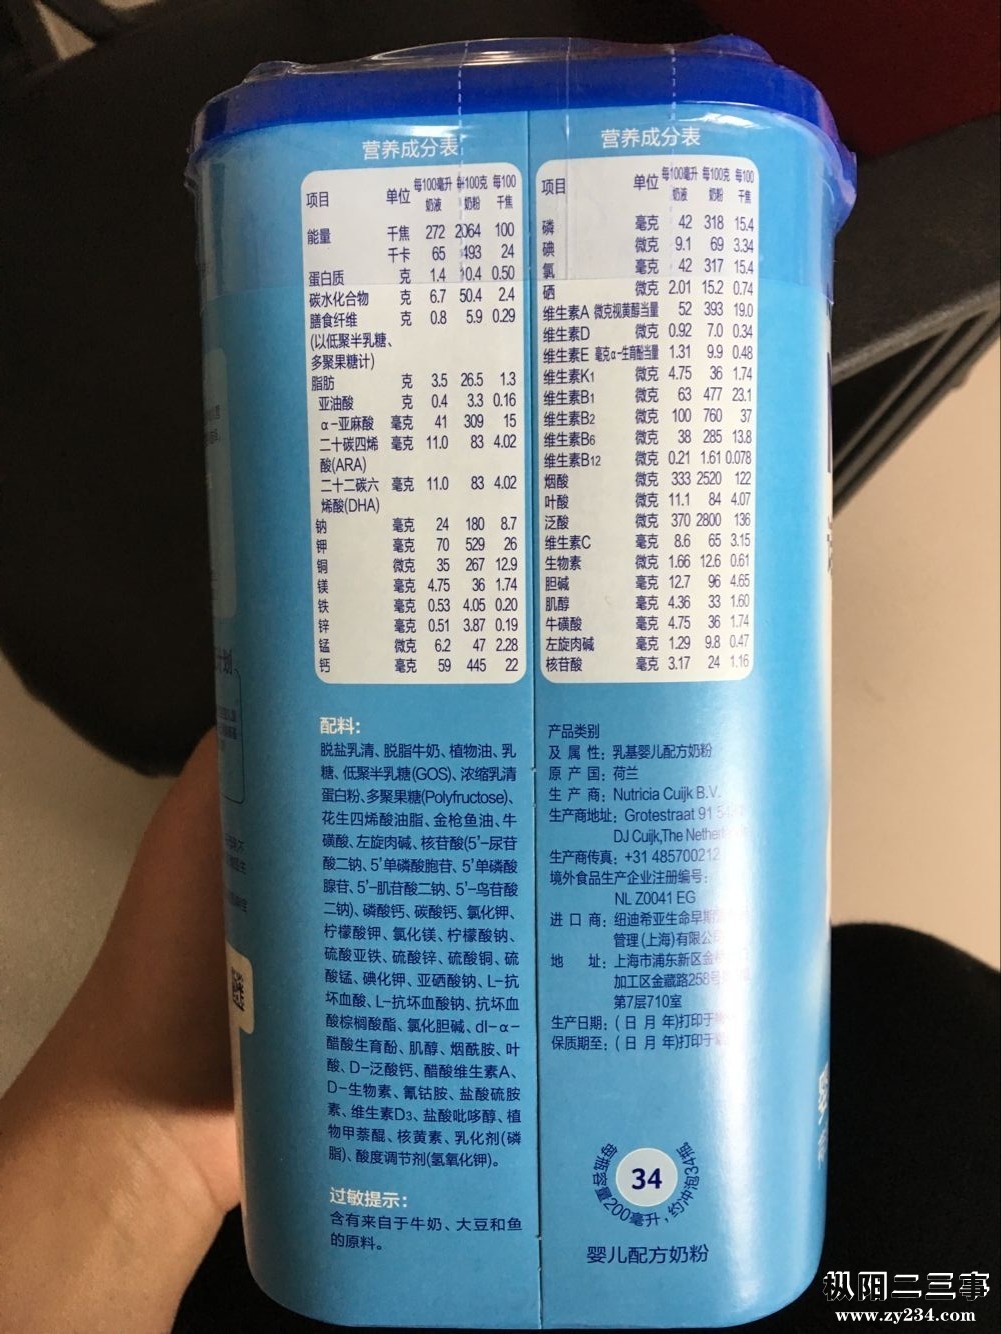 营养成分表
项目 单位 每100毫升奶液 每100克奶粉 每100千焦
能量 千焦 272 2064 100
千卡 65 493 24
蛋白质 克 1.4 10.4 0.50
碳水化合物 克 6.7 50.4 2.4
膳食纤维 克 0.8 5.9 0.29
(以低聚半乳糖、
多聚果糖计)
脂肪 克 3.5 26.5 1.3
亚油酸 克 0.4 3.3 0.16
α-亚麻酸 毫克 41 309 15
二十碳四烯 毫克 11.0 83 4.02
酸(ARA)
二十二碳六 毫克 11.0 83 4.02
烯酸(DHA)
钠 毫克 24 180 8.7
钾 毫克 70 529 26
铜 微克 35 267 12.9
镁 毫克 4.75 36 1.74
铁 毫克 0.53 4.05 0.20
锌 毫克 0.51 3.87 0.19
锰 微克 6.2 47 2.28
钙 毫克 59 445 22
配料：
脱盐乳清、脱脂牛奶、植物油、乳
糖、低聚半乳糖(GOS)、浓缩乳清
蛋白粉、多聚果糖(Polyfructose)、
花生四烯酸油脂、金枪鱼油、牛
磺酸、左旋肉碱、核苷酸(5'-尿苷
酸二钠、5'单磷酸胞苷、5'单磷酸
腺苷、5'-肌苷酸二钠、5'-鸟苷酸
二钠)、磷酸钙、碳酸钙、氯化钾、
柠檬酸钾、氯化镁、柠檬酸钠、
硫酸亚铁、硫酸锌、硫酸铜、硫
酸锰、碘化钾、亚硒酸钠、L-抗
坏血酸、L-抗坏血酸钠、抗坏血
酸棕榈酸酯、氯化胆碱、dl-α-
醋酸生育酚、肌醇、烟酰胺、叶
酸、D-泛酸钙、醋酸维生素A、
D-生物素、氰钴胺、盐酸硫胺
素、维生素D3、盐酸吡哆醇、植
物甲萘醌、核黄素、乳化剂(磷
脂)、酸度调节剂(氢氧化钾)。
过敏提示：
含有来自于牛奶、大豆和鱼
的原料。
营养成分表
项目 单位 每100毫升奶液 每100克奶粉 每100千焦
磷 毫克 42 318 15.4
碘 微克 9.1 69 3.34
氯 毫克 42 317 15.4
硒 微克 2.01 15.2 0.74
维生素A 微克视黄醇当量 52 393 19.0
维生素D 微克 0.92 7.0 0.34
维生素E 毫克α-生育酚当量 1.31 9.9 0.48
维生素K1 微克 4.75 36 1.74
维生素B1 微克 63 477 23.1
维生素B2 微克 100 760 37
维生素B6 微克 38 285 13.8
维生素B12 微克 0.21 1.61 0.078
烟酸 微克 333 2520 122
叶酸 微克 11.1 84 4.07
泛酸 微克 370 2800 136
维生素C 毫克 8.6 65 3.15
生物素 微克 1.66 12.6 0.61
胆碱 毫克 12.7 96 4.65
肌醇 毫克 4.36 33 1.60
牛磺酸 毫克 4.75 36 1.74
左旋肉碱 毫克 1.29 9.8 0.47
核苷酸 毫克 3.17 24 1.16
产品类别
及 属 性：乳基婴儿配方奶粉
原 产 国：荷兰
生 产 商：Nutricia Cuijk B.V.
生产商地址：Grotestraat 91
DJ Cuijk,The
生产商传真：+31 485700212
境外食品生产企业注册编号：
NL Z0041 EG
进 口 商：纽迪希亚生命早期
管理(上海)有限公司
地 址：上海市浦东新区
加工区金藏路258号
第7层710室
生产日期：(日 月 年)打印于
保质期至：(日 月 年)打印于
34
每瓶容量200毫升，约冲泡34瓶
婴儿配方奶粉
枞阳二三事
www.zy234.com